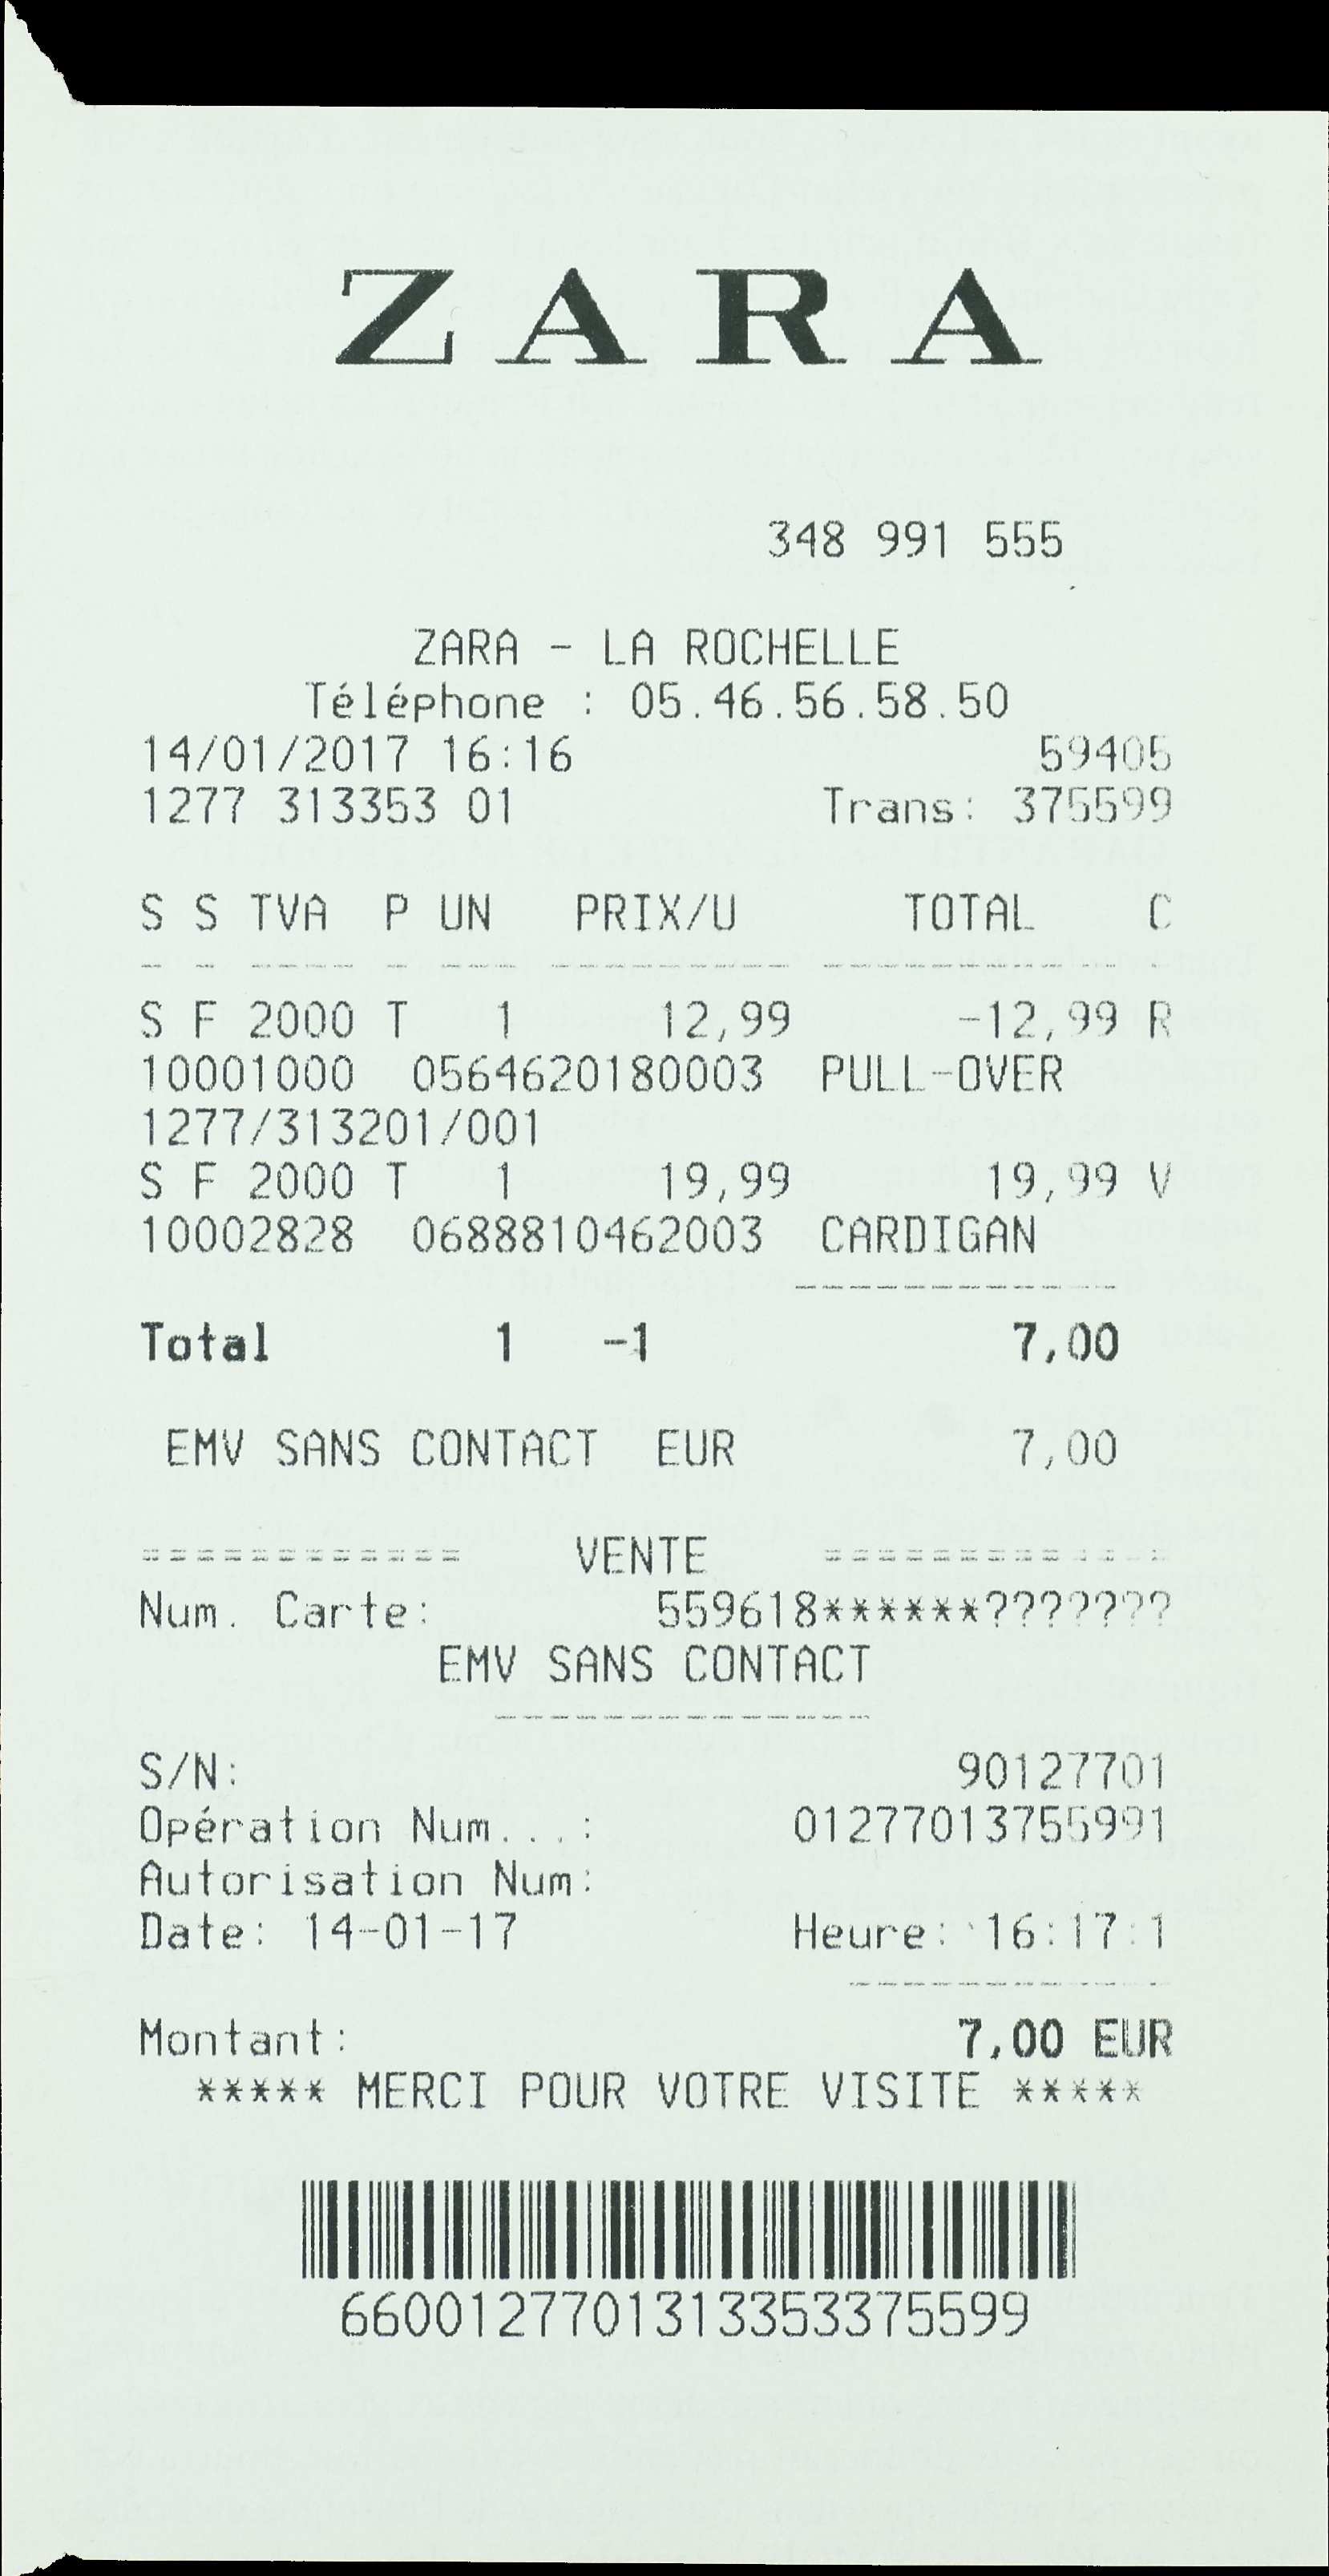 ZARA
348 991 555
ZARA - LA ROCHELLE
Téléphone : 05.46.56.58.50
14/01/2017 16:16 59405
1277 313353 01 Trans: 375599
S S TVA P UN PRIX/U TOTAL C
S F 2000 T 1 12,99 -12,99 R
10001000 0564620180003 PULL-OVER
1277/313201/001
S F 2000 T 1 19,99 19,99 V
10002828 0688810462003 CARDIGAN
Total 1 -1 7,00
EMV SANS CONTACT EUR 7,00
============ VENTE =============
Num. Carte: 559618******???????
EMV SANS CONTACT
S/N: 90127701
Opération Num...: 01277013755991
Autorisation Num:
Date: 14-01-17 Heure: 16:17:1
Montant: 7,00 EUR
***** MERCI POUR VOTRE VISITE *****
66001277013133533755​99